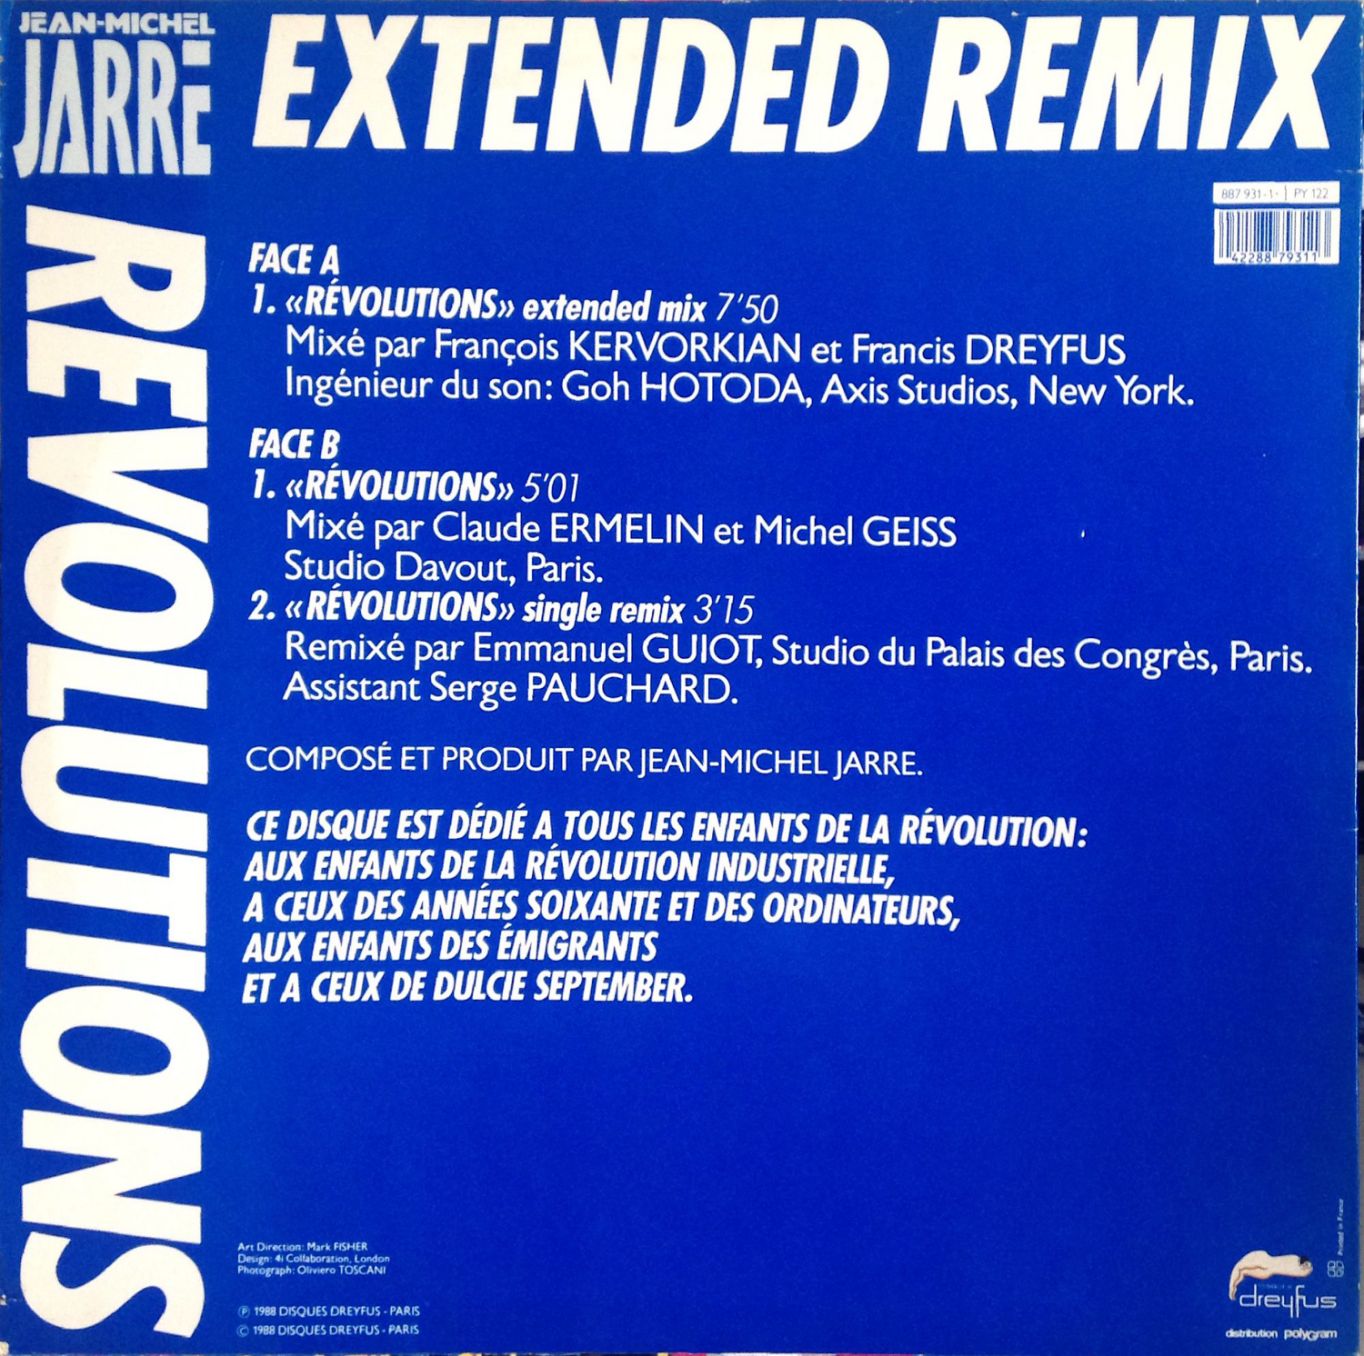 JEAN-MICHEL
JARRE
EXTENDED REMIX
REVOLUTIONS
887 931-1- | PY 122
42288 79311
FACE A
1. «RÉVOLUTIONS» extended mix 7'50
Mixé par François KERVORKIAN et Francis DREYFUS
Ingénieur du son: Goh HOTODA, Axis Studios, New York.
FACE B
1. «RÉVOLUTIONS» 5'01
Mixé par Claude ERMELIN et Michel GEISS
Studio Davout, Paris.
2. «RÉVOLUTIONS» single remix 3'15
Remixé par Emmanuel GUIOT, Studio du Palais des Congrès, Paris.
Assistant Serge PAUCHARD.
COMPOSÉ ET PRODUIT PAR JEAN-MICHEL JARRE.
CE DISQUE EST DÉDIÉ A TOUS LES ENFANTS DE LA RÉVOLUTION:
AUX ENFANTS DE LA RÉVOLUTION INDUSTRIELLE,
A CEUX DES ANNÉES SOIXANTE ET DES ORDINATEURS,
AUX ENFANTS DES ÉMIGRANTS
ET A CEUX DE DULCIE SEPTEMBER.
Art Direction: Mark FISHER
Design: 4i Collaboration, London
Photograph: Oliviero TOSCANI
Ⓟ 1988 DISQUES DREYFUS - PARIS
© 1988 DISQUES DREYFUS - PARIS
Printed in France
dreyfus
distribution polygram